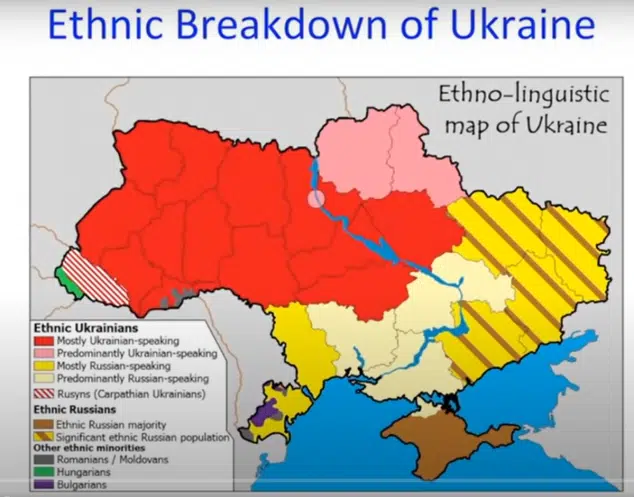 Ethnic Breakdown of Ukraine
Ethno-linguistic
map of Ukraine
Ethnic Ukrainians
Mostly Ukrainian-speaking
Predominantly Ukrainian-speaking
Mostly Russian-speaking
Predominantly Russian-speaking
Rusyns (Carpathian Ukrainians)
Ethnic Russians
Ethnic Russian majority
Significant ethnic Russian population
Other ethnic minorities
Romanians / Moldovans
Hungarians
Bulgarians